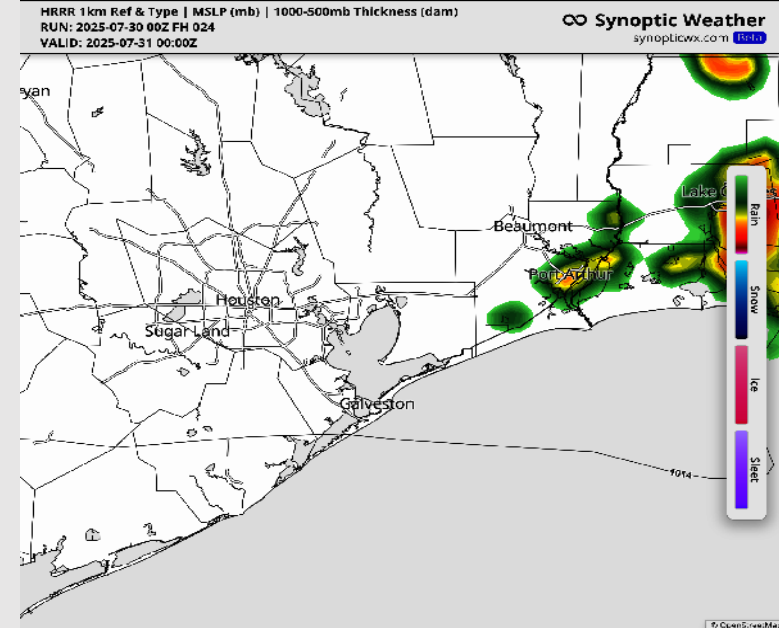 HRRR 1km Ref & Type | MSLP (mb) | 1000-500mb Thickness (dam)
RUN: 2025-07-30 00Z FH 024
VALID: 2025-07-31 00:00Z
Synoptic Weather
synopticwx.com Beta
yan
Lake
Rain
Beaumont
Port Arthur
Snow
Houston
Sugar Land
Ice
Galveston
Sleet
1014
© OpenStreetMa